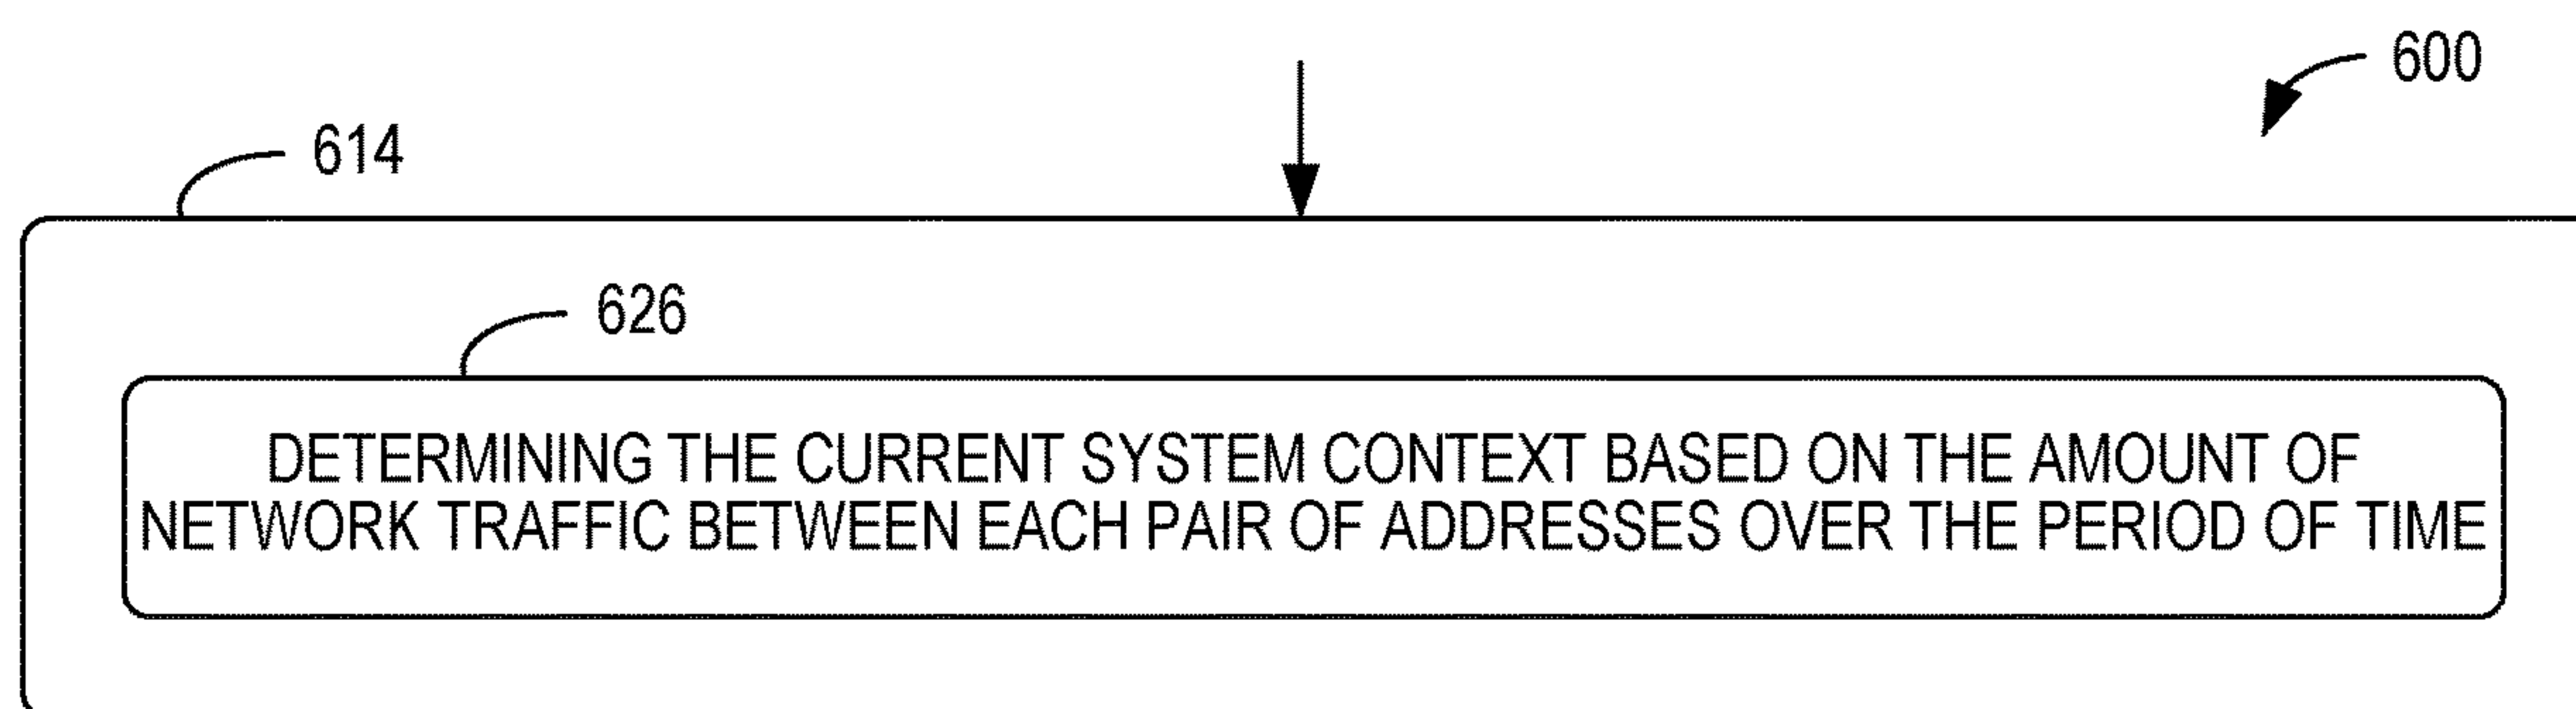 600
614
626
DETERMINING THE CURRENT SYSTEM CONTEXT BASED ON THE AMOUNT OF
NETWORK TRAFFIC BETWEEN EACH PAIR OF ADDRESSES OVER THE PERIOD OF TIME